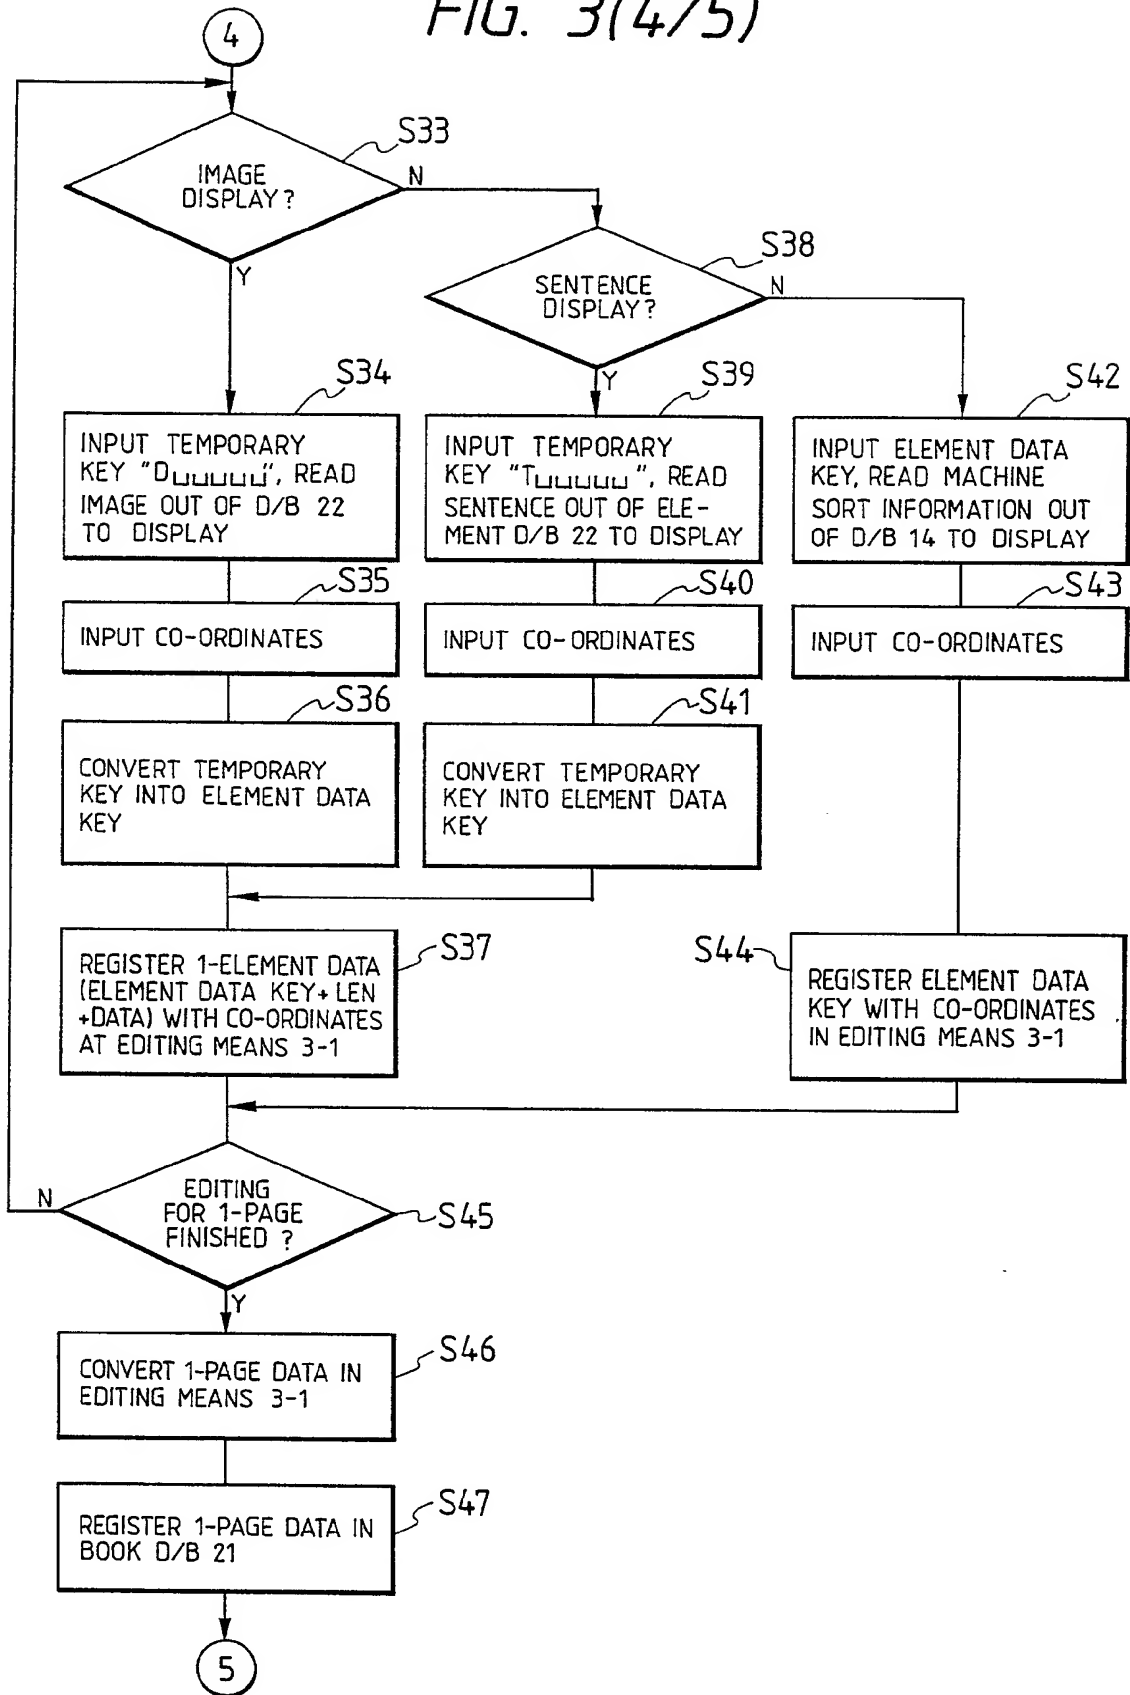 FIG. 3(4/5)
4
S33
IMAGE
DISPLAY?
N
Y
S38
SENTENCE
DISPLAY?
N
Y
S34
INPUT TEMPORARY
KEY "D␣␣␣␣␣", READ
IMAGE OUT OF D/B 22
TO DISPLAY
S39
INPUT TEMPORARY
KEY "T␣␣␣␣␣", READ
SENTENCE OUT OF ELE-
MENT D/B 22 TO DISPLAY
S42
INPUT ELEMENT DATA
KEY, READ MACHINE
SORT INFORMATION OUT
OF D/B 14 TO DISPLAY
S35
INPUT CO-ORDINATES
S40
INPUT CO-ORDINATES
S43
INPUT CO-ORDINATES
S36
CONVERT TEMPORARY
KEY INTO ELEMENT DATA
KEY
S41
CONVERT TEMPORARY
KEY INTO ELEMENT DATA
KEY
S37
REGISTER 1-ELEMENT DATA
(ELEMENT DATA KEY+LEN
+DATA) WITH CO-ORDINATES
AT EDITING MEANS 3-1
S44
REGISTER ELEMENT DATA
KEY WITH CO-ORDINATES
IN EDITING MEANS 3-1
N
EDITING
FOR 1-PAGE
FINISHED ?
S45
Y
S46
CONVERT 1-PAGE DATA IN
EDITING MEANS 3-1
S47
REGISTER 1-PAGE DATA IN
BOOK D/B 21
5